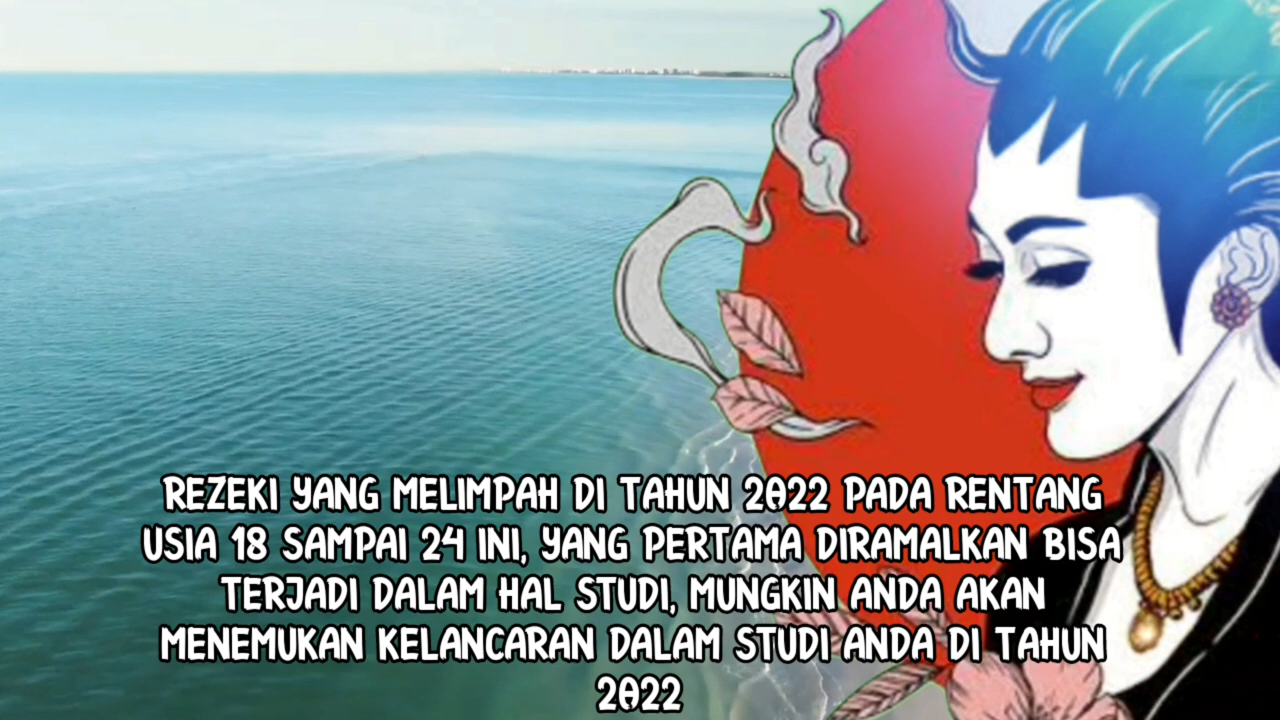 REZEKI YANG MELIMPAH DI TAHUN 2022 PADA RENTANG
USIA 18 SAMPAI 24 INI, YANG PERTAMA DIRAMALKAN BISA
TERJADI DALAM HAL STUDI, MUNGKIN ANDA AKAN
MENEMUKAN KELANCARAN DALAM STUDI ANDA DI TAHUN
2022